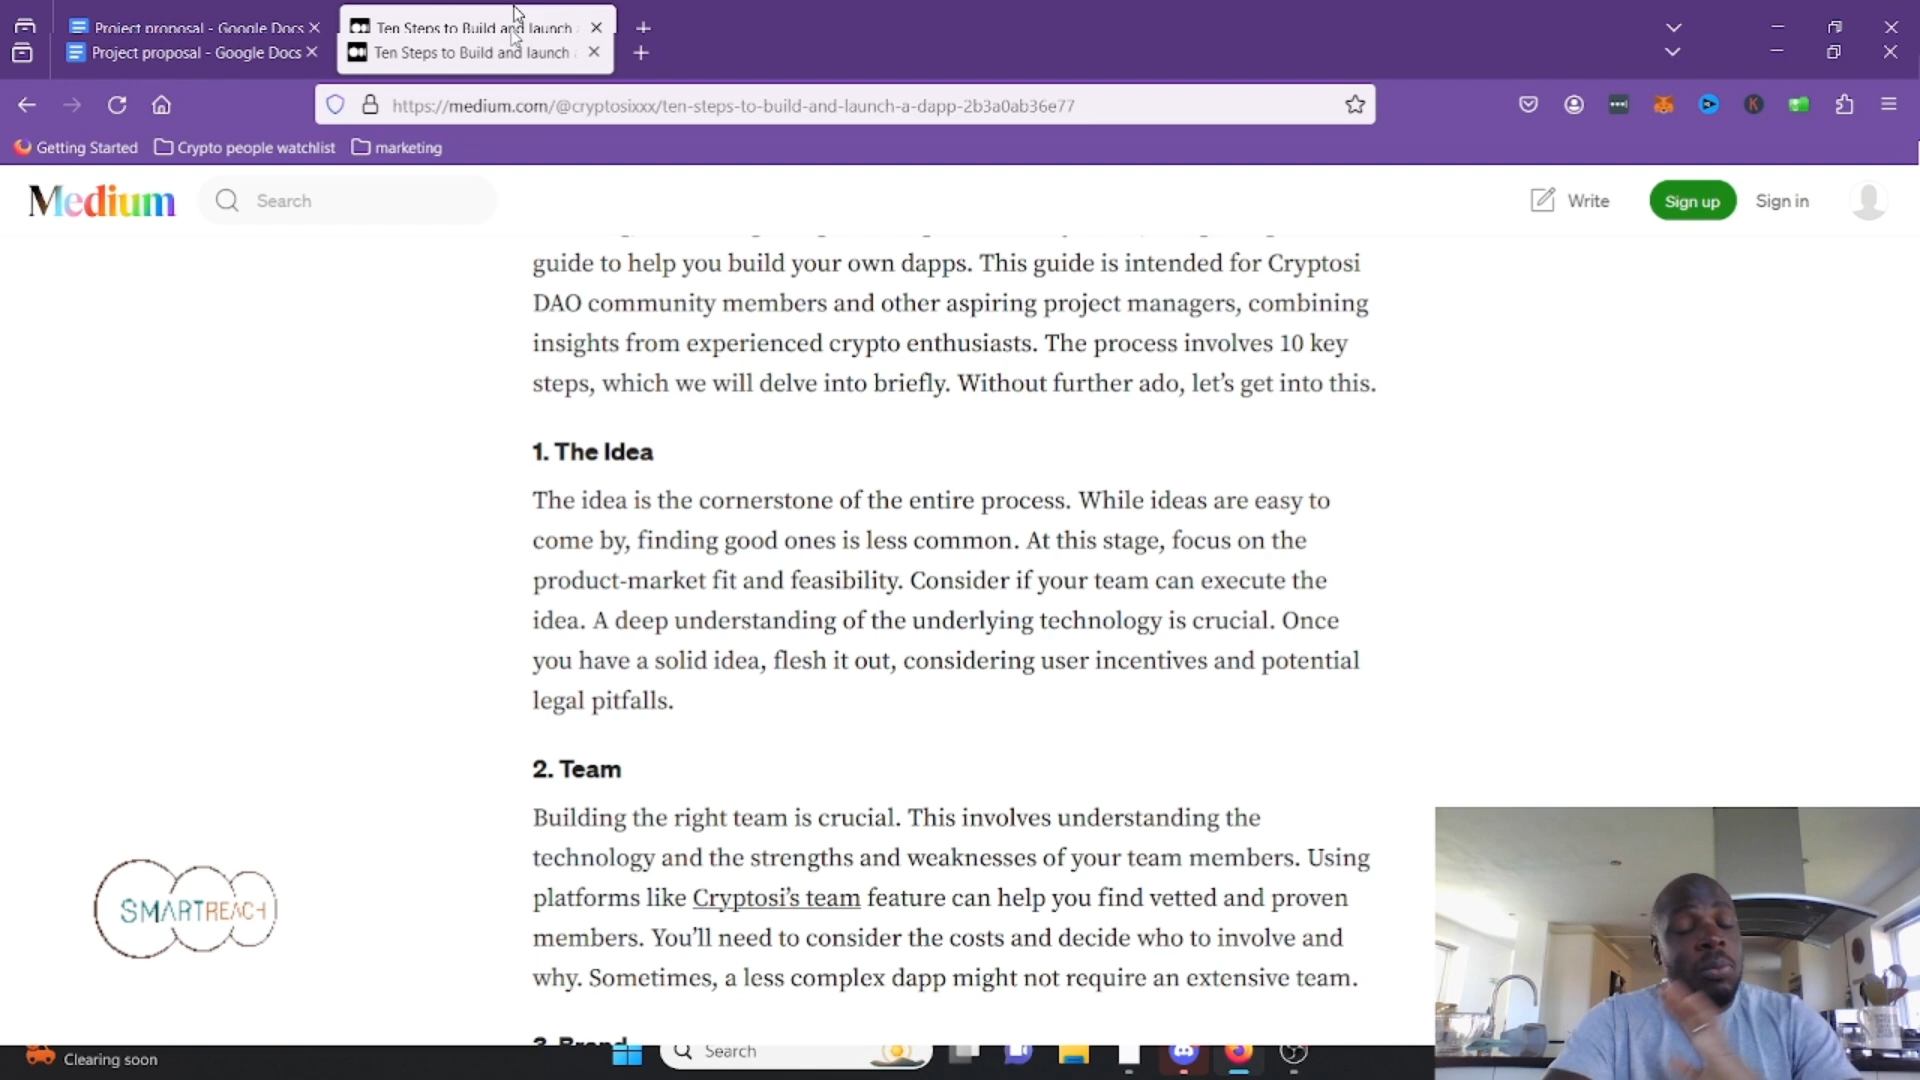 Project proposal - Google Docs
Ten Steps to Build and launch
Project proposal - Google Docs
Ten Steps to Build and launch
https://medium.com/@cryptosixxx/ten-steps-to-build-and-launch-a-dapp-2b3a0ab36e77
Getting Started
Crypto people watchlist
marketing
Medium
Search
Write
Sign up
Sign in
guide to help you build your own dapps. This guide is intended for Cryptosi
DAO community members and other aspiring project managers, combining
insights from experienced crypto enthusiasts. The process involves 10 key
steps, which we will delve into briefly. Without further ado, let’s get into this.
1. The Idea
The idea is the cornerstone of the entire process. While ideas are easy to
come by, finding good ones is less common. At this stage, focus on the
product-market fit and feasibility. Consider if your team can execute the
idea. A deep understanding of the underlying technology is crucial. Once
you have a solid idea, flesh it out, considering user incentives and potential
legal pitfalls.
2. Team
Building the right team is crucial. This involves understanding the
technology and the strengths and weaknesses of your team members. Using
platforms like Cryptosi’s team feature can help you find vetted and proven
members. You’ll need to consider the costs and decide who to involve and
why. Sometimes, a less complex dapp might not require an extensive team.
3. Brand
SMARTREACH
Clearing soon
Search